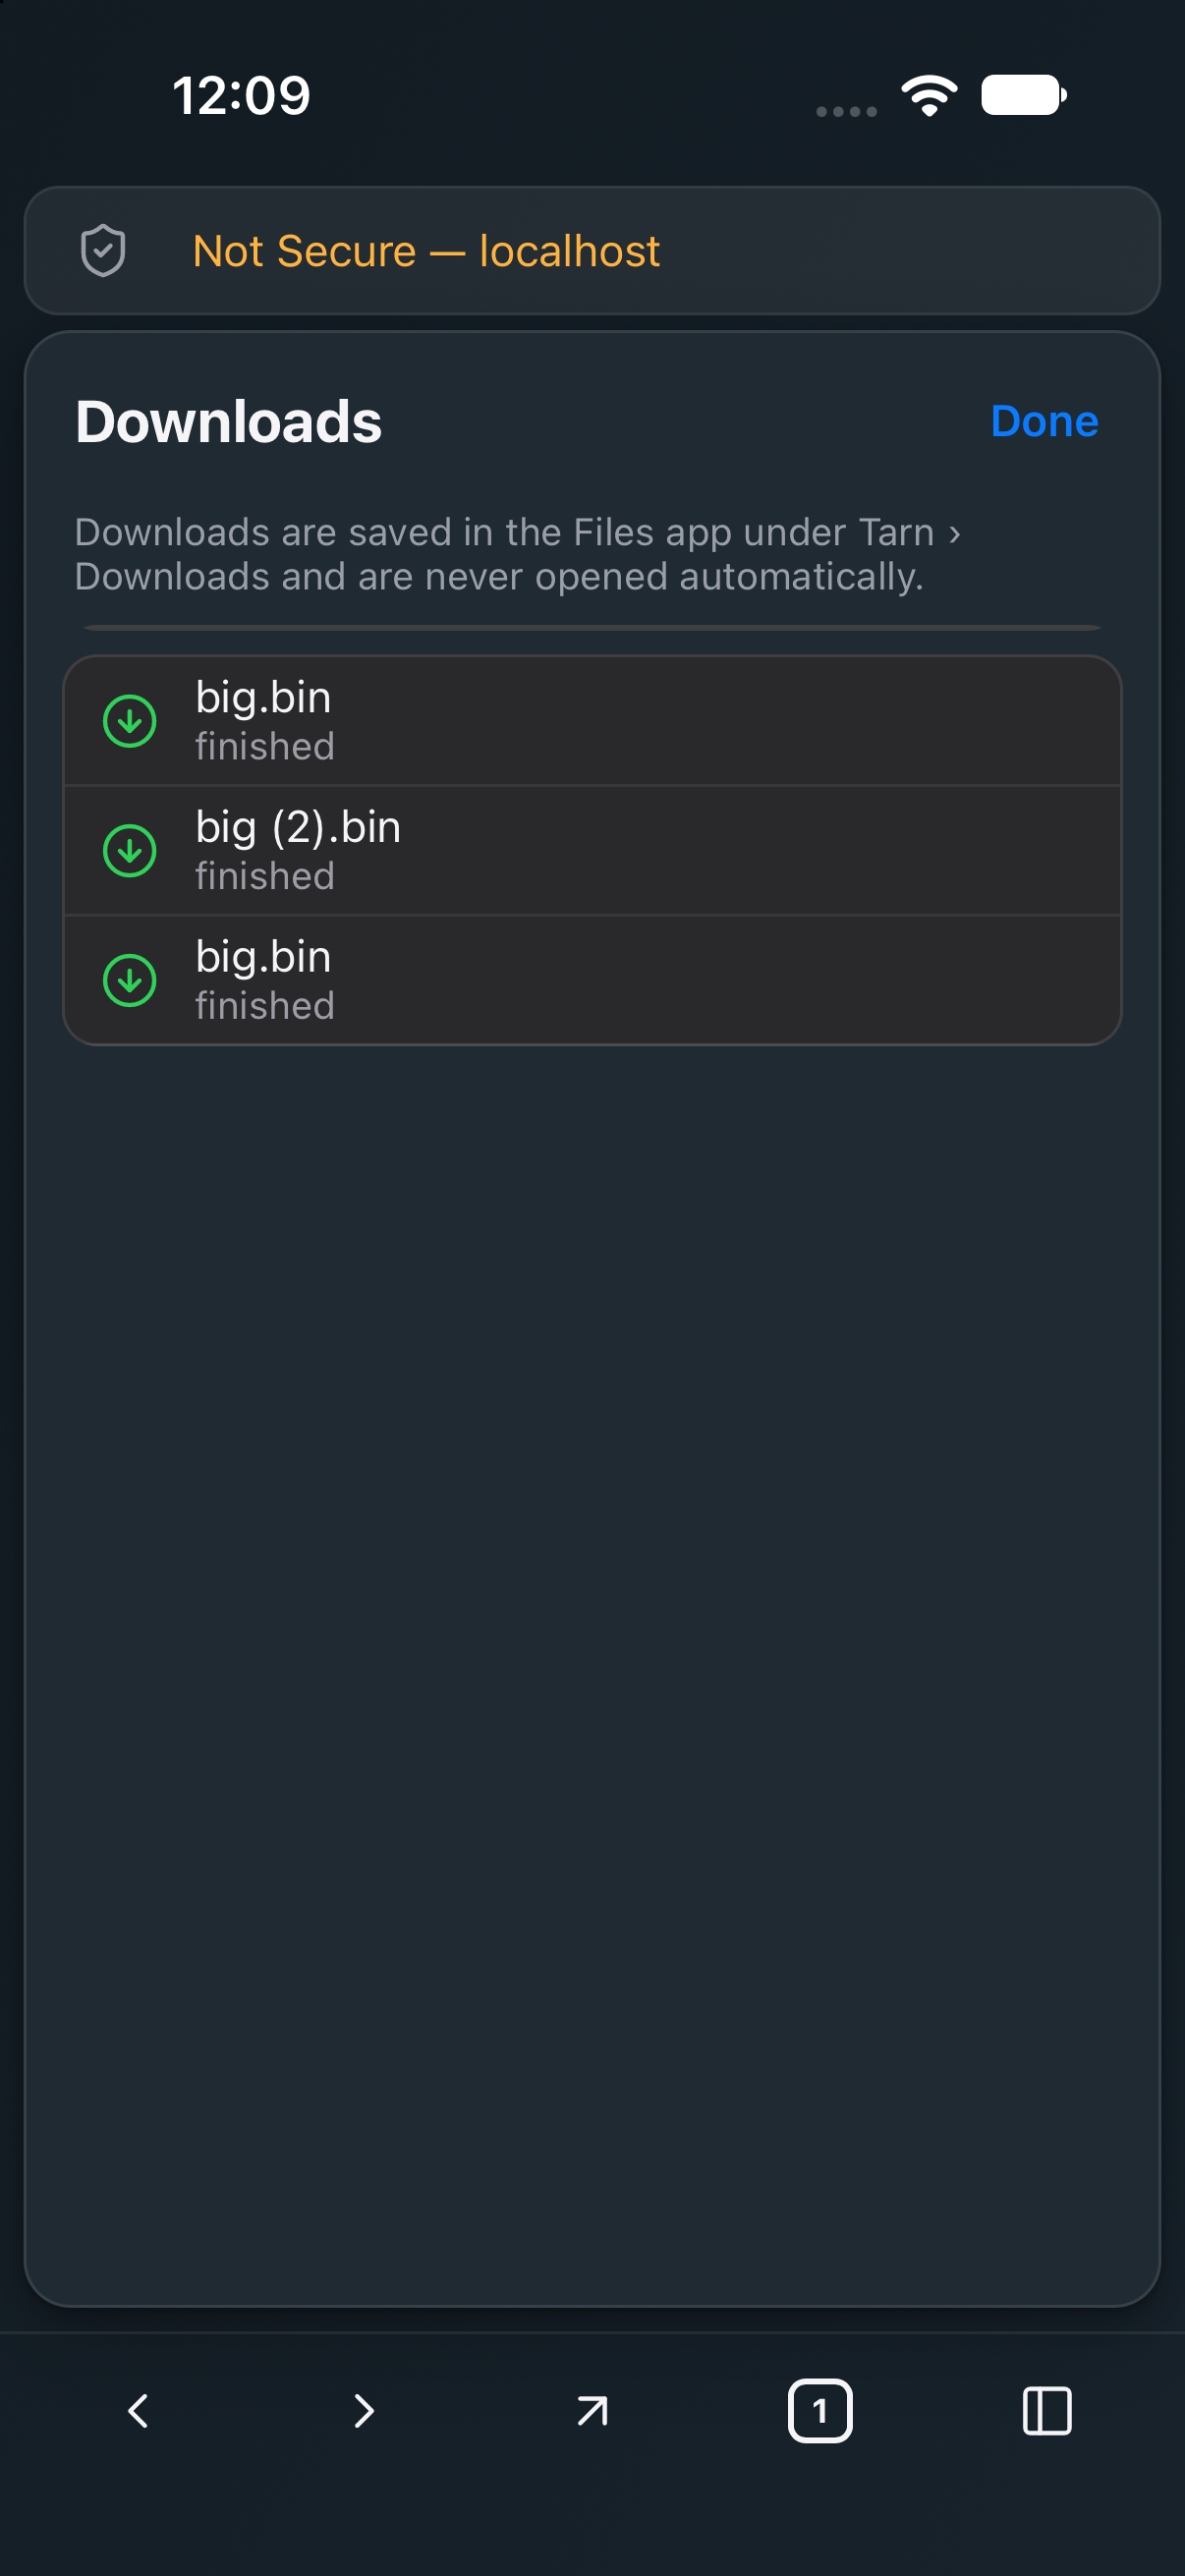 12:09
Not Secure — localhost
Downloads
Done
Downloads are saved in the Files app under Tarn ›
Downloads and are never opened automatically.
big.bin
finished
big (2).bin
finished
big.bin
finished
1